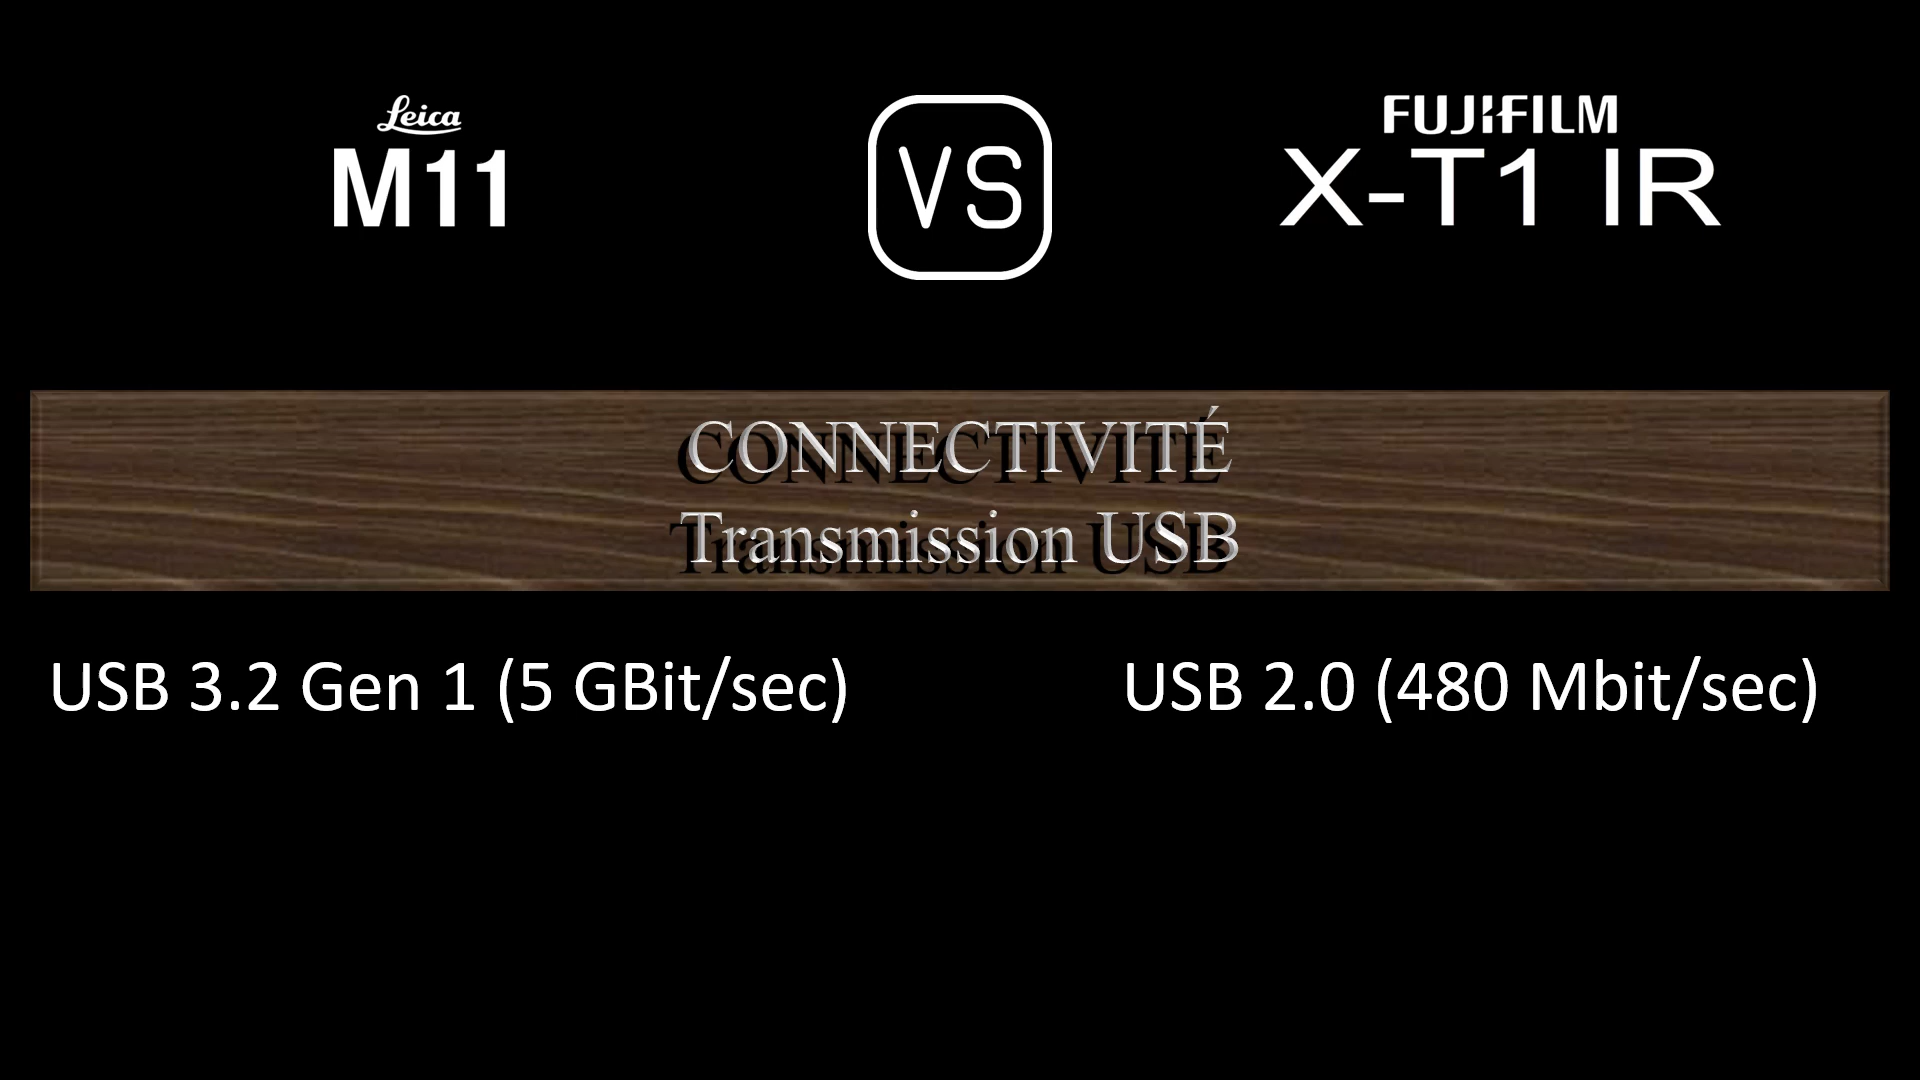 Leica
M11
VS
FUJIFILM
X-T1 IR
CONNECTIVITÉ
Transmission USB
USB 3.2 Gen 1 (5 GBit/sec)
USB 2.0 (480 Mbit/sec)